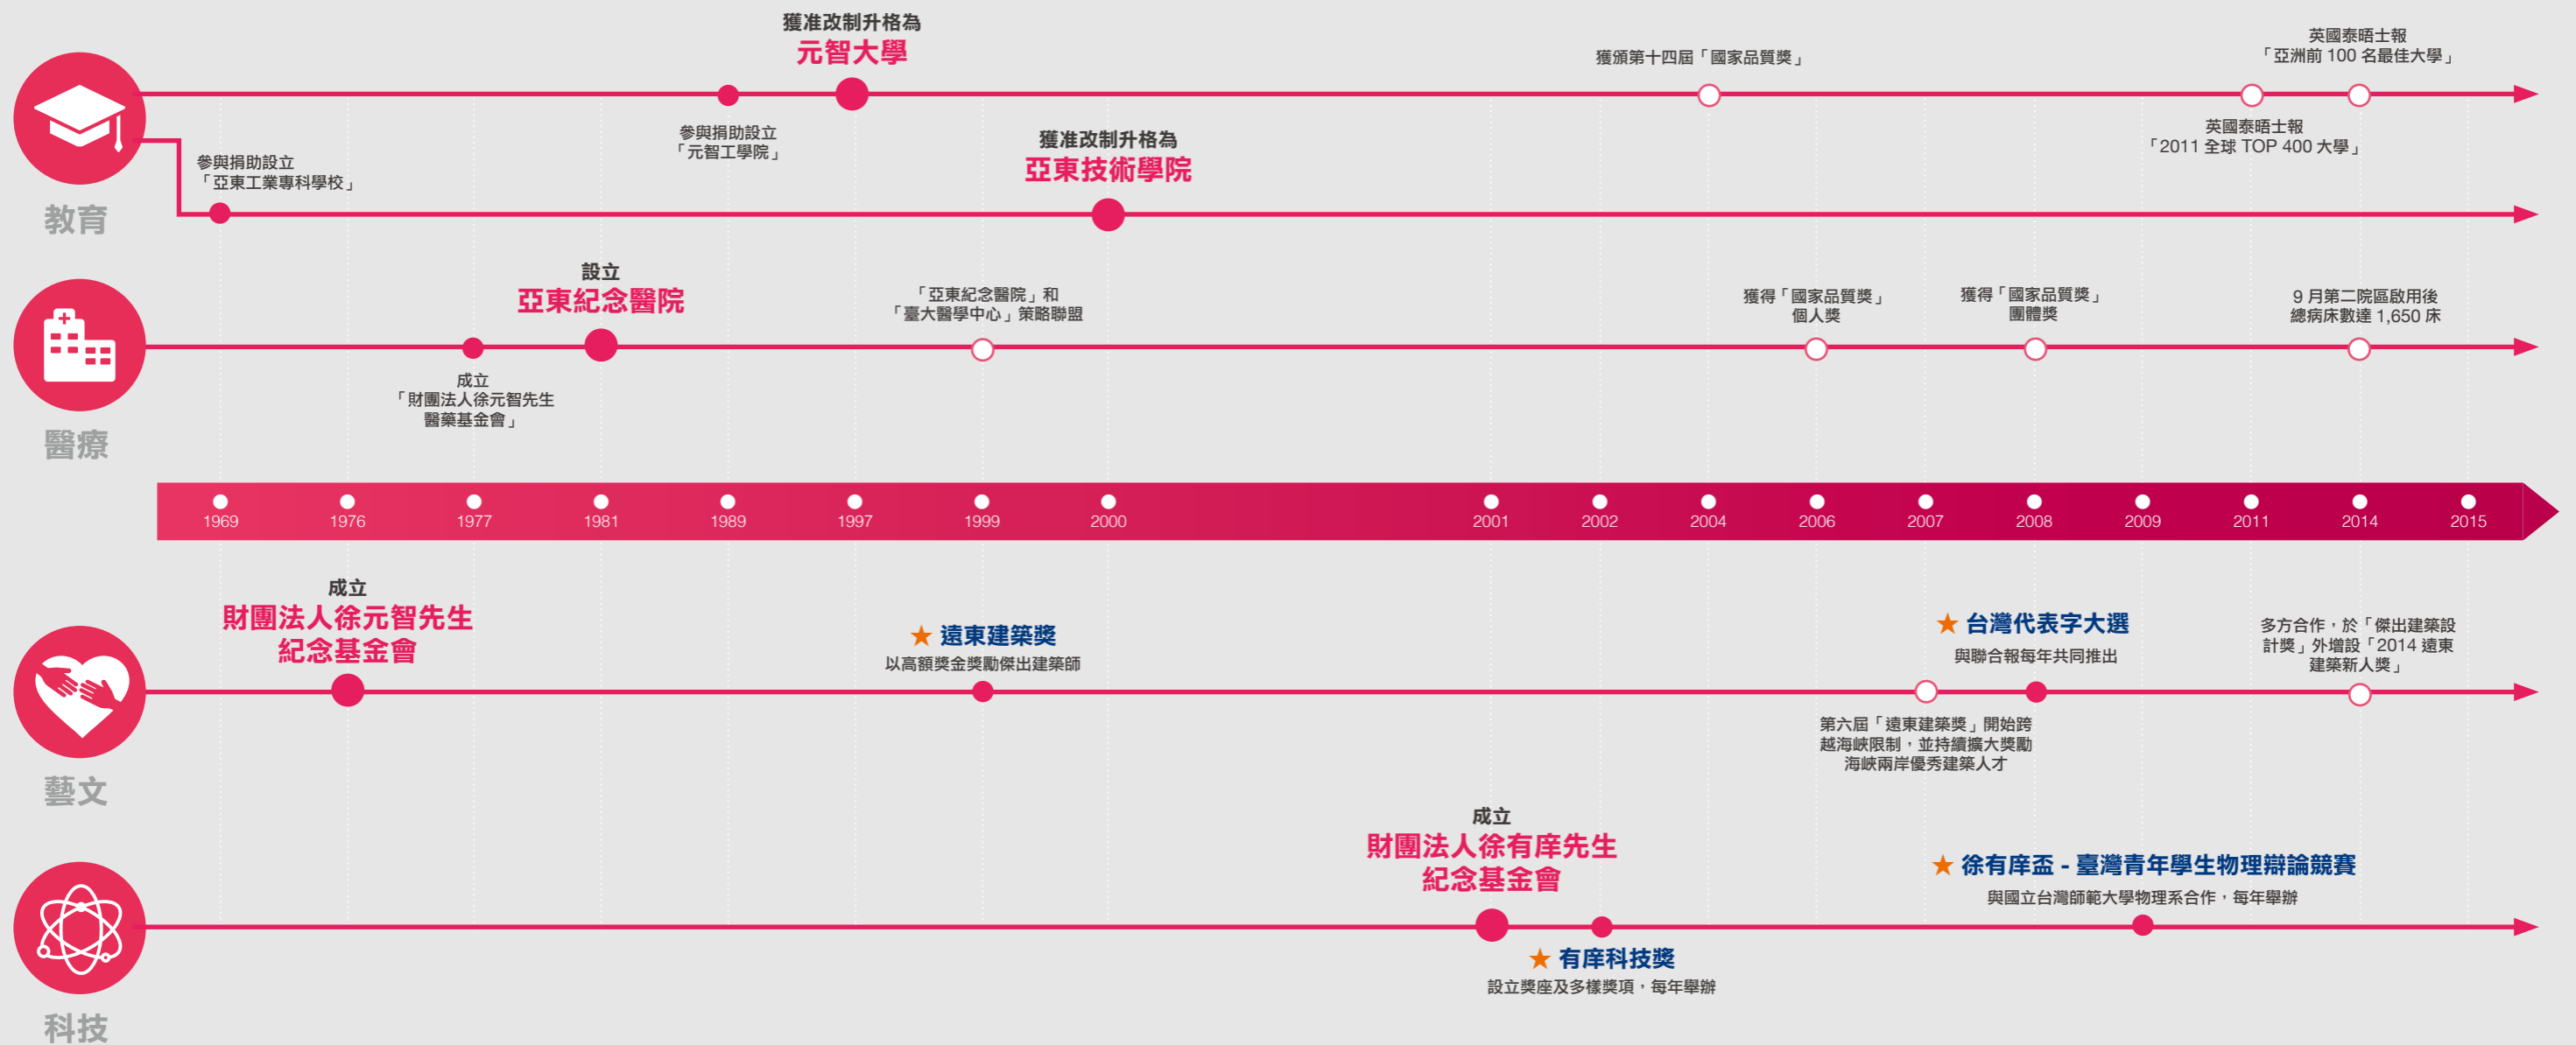 獲准改制升格為
元智大學
獲頒第十四屆「國家品質獎」
英國泰晤士報
「亞洲前 100 名最佳大學」
參與捐助設立
「元智工學院」
英國泰晤士報
「2011 全球 TOP 400 大學」
獲准改制升格為
亞東技術學院
參與捐助設立
「亞東工業專科學校」
教育
設立
亞東紀念醫院
「亞東紀念醫院」和
「臺大醫學中心」策略聯盟
獲得「國家品質獎」
個人獎
獲得「國家品質獎」
團體獎
9 月第二院區啟用後
總病床數達 1,650 床
成立
「財團法人徐元智先生
醫藥基金會」
醫療
1969
1976
1977
1981
1989
1997
1999
2000
2001
2002
2004
2006
2007
2008
2009
2011
2014
2015
成立
財團法人徐元智先生
紀念基金會
★ 遠東建築獎
以高額獎金獎勵傑出建築師
★ 台灣代表字大選
與聯合報每年共同推出
多方合作，於「傑出建築設
計獎」外增設「2014 遠東
建築新人獎」
第六屆「遠東建築獎」開始跨
越海峽限制，並持續擴大獎勵
海峽兩岸優秀建築人才
藝文
成立
財團法人徐有庠先生
紀念基金會
★ 徐有庠盃 - 臺灣青年學生物理辯論競賽
與國立台灣師範大學物理系合作，每年舉辦
★ 有庠科技獎
設立獎座及多樣獎項，每年舉辦
科技